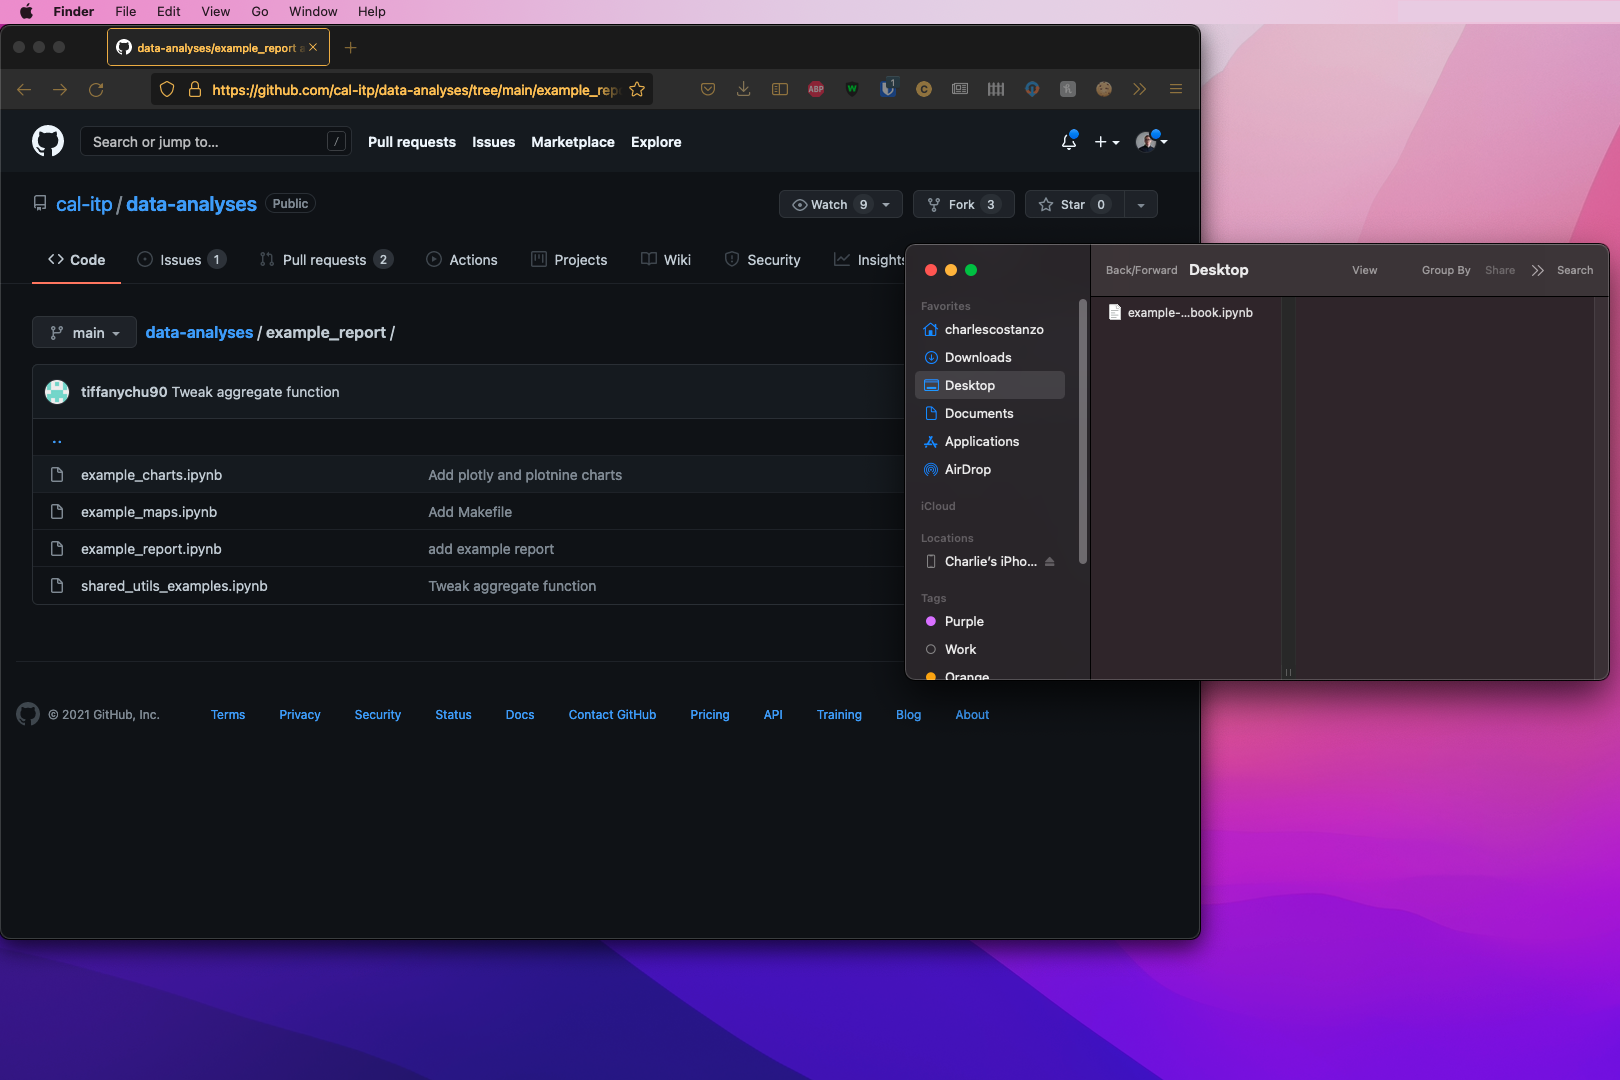 Finder File Edit View Go Window Help
data-analyses/example_report
https://github.com/cal-itp/data-analyses/tree/main/example_rep
ABP W 1 C
Search or jump to... /
Pull requests Issues Marketplace Explore
cal-itp / data-analyses Public
Watch 9 Fork 3 Star 0
Code Issues 1 Pull requests 2 Actions Projects Wiki Security Insights
main data-analyses / example_report /
tiffanychu90 Tweak aggregate function
..
example_charts.ipynb Add plotly and plotnine charts
example_maps.ipynb Add Makefile
example_report.ipynb add example report
shared_utils_examples.ipynb Tweak aggregate function
© 2021 GitHub, Inc. Terms Privacy Security Status Docs Contact GitHub Pricing API Training Blog About
Back/Forward Desktop View Group By Share Search
Favorites
charlescostanzo
Downloads
Desktop
Documents
Applications
AirDrop
iCloud
Locations
Charlie's iPho...
Tags
Purple
Work
Orange
example-...book.ipynb